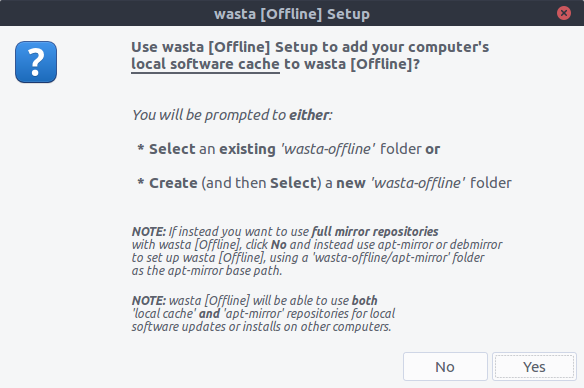 wasta [Offline] Setup
Use wasta [Offline] Setup to add your computer's
local software cache to wasta [Offline]?
You will be prompted to either:
* Select an existing 'wasta-offline' folder or
* Create (and then Select) a new 'wasta-offline' folder
NOTE: If instead you want to use full mirror repositories
with wasta [Offline], click No and instead use apt-mirror or debmirror
to set up wasta [Offline], using a 'wasta-offline/apt-mirror' folder
as the apt-mirror base path.
NOTE: wasta [Offline] will be able to use both
'local cache' and 'apt-mirror' repositories for local
software updates or installs on other computers.
No
Yes